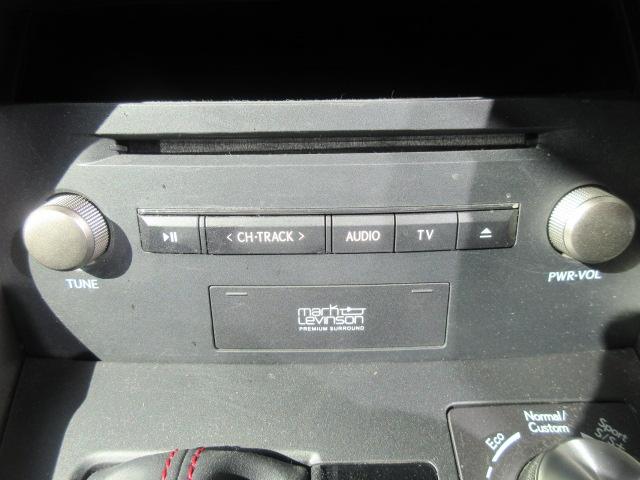 < CH·TRACK >
AUDIO
TV
TUNE
PWR·VOL
mark
Levinson
PREMIUM SURROUND
Normal/
Custom
Eco
Sport